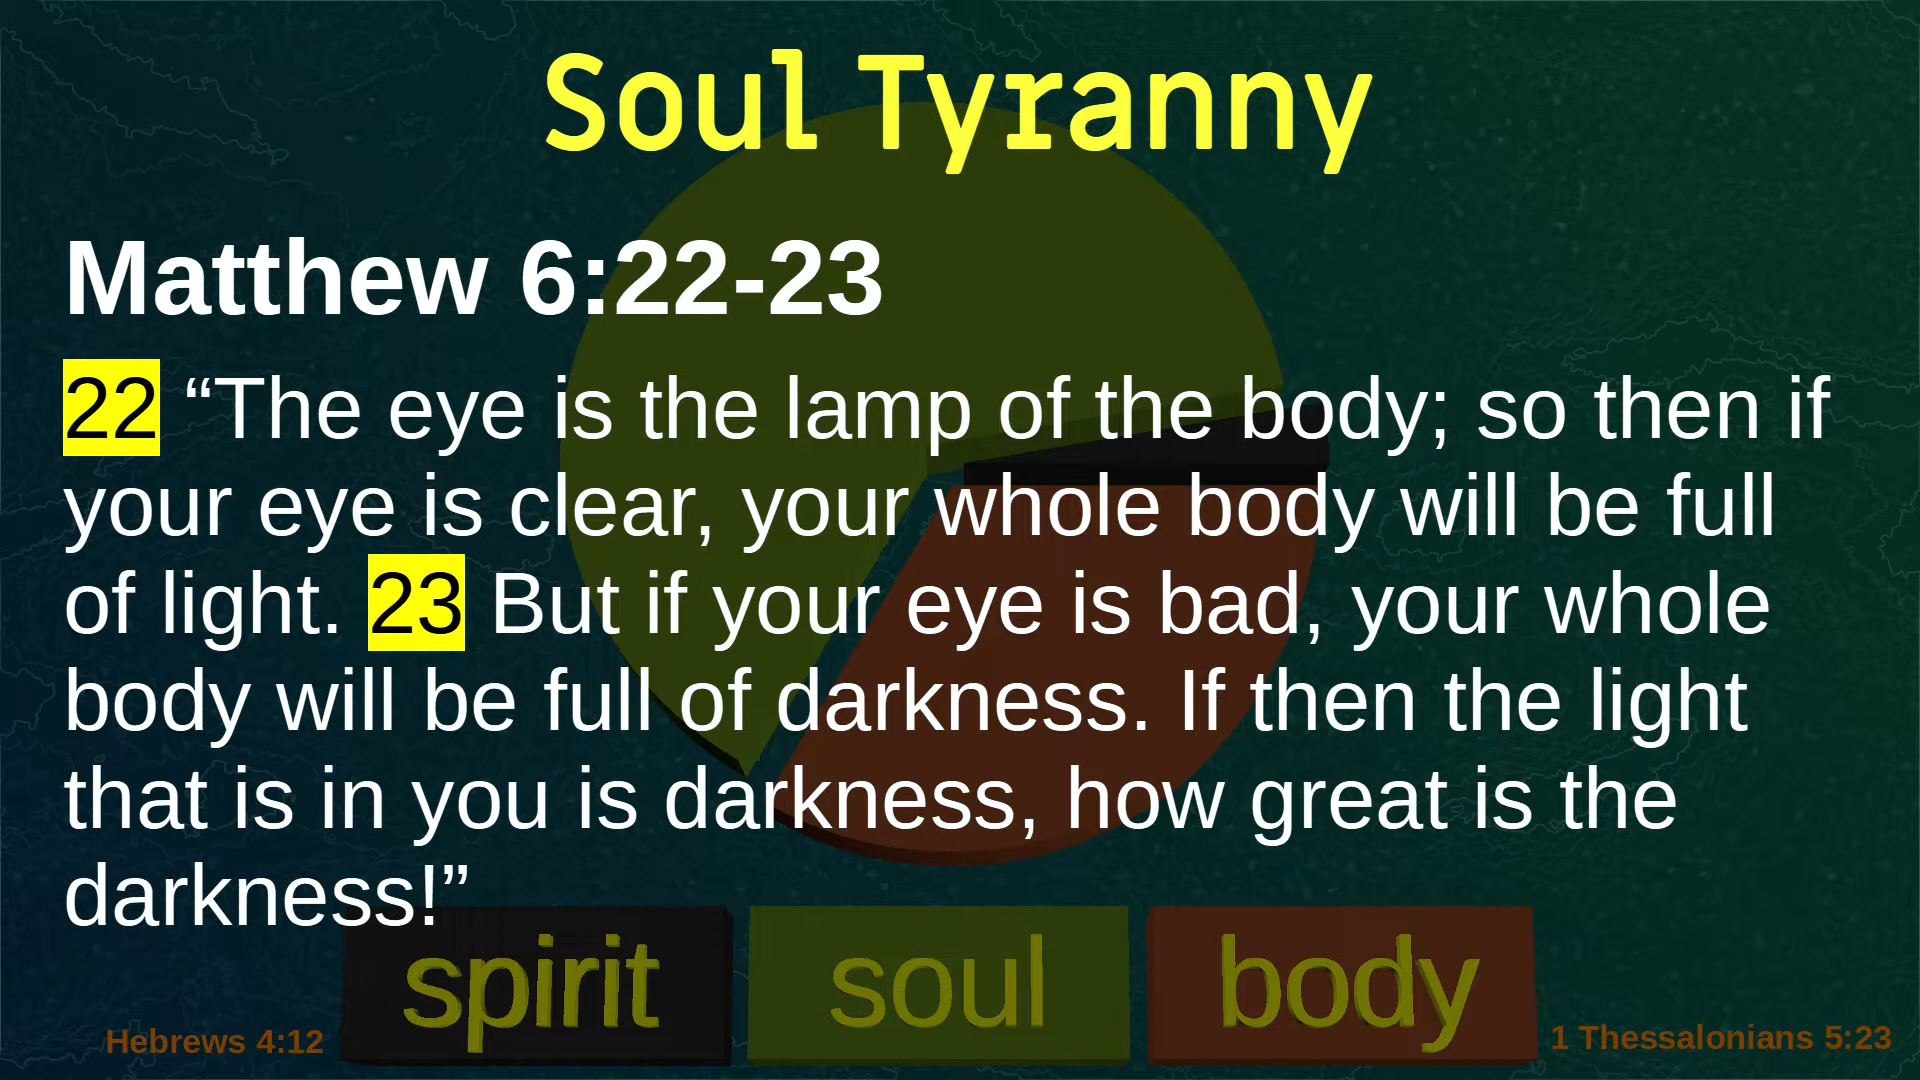 Soul Tyranny
Matthew 6:22-23
22 “The eye is the lamp of the body; so then if
your eye is clear, your whole body will be full
of light. 23 But if your eye is bad, your whole
body will be full of darkness. If then the light
that is in you is darkness, how great is the
darkness!”
spirit soul body
Hebrews 4:12 1 Thessalonians 5:23